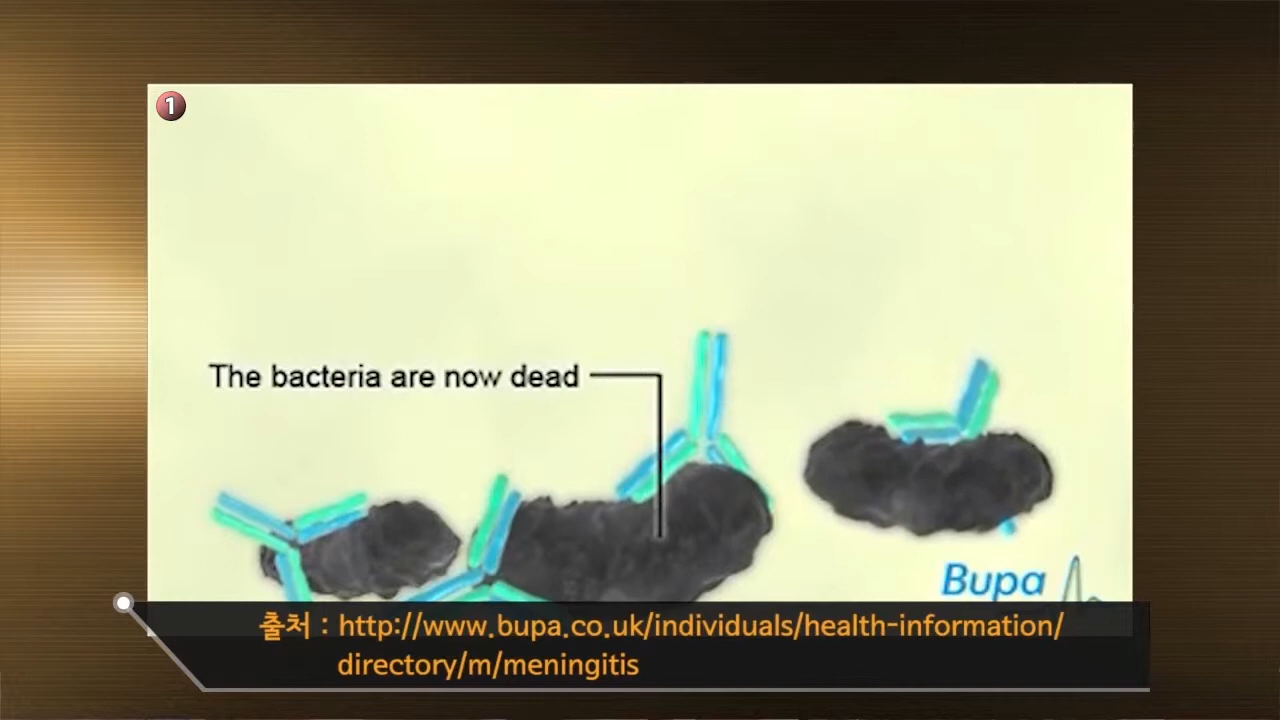 1
The bacteria are now dead
Bupa
출처 : http://www.bupa.co.uk/individuals/health-information/
directory/m/meningitis